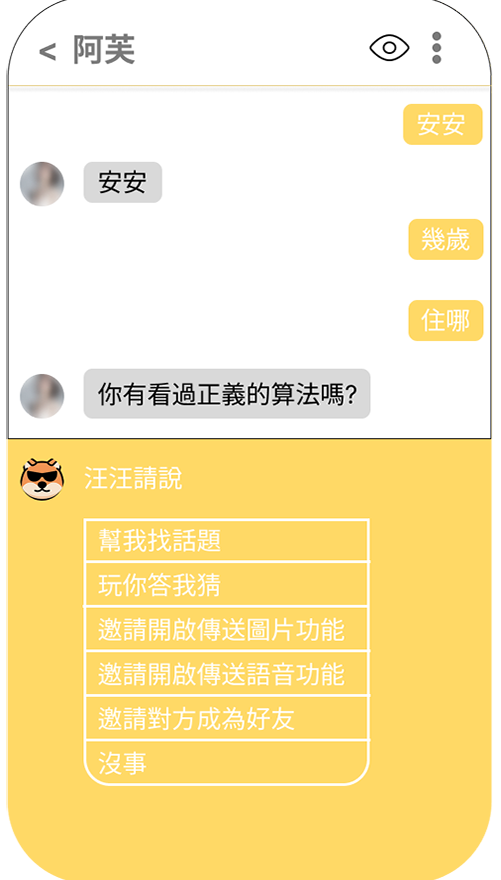 < 阿芙
安安
安安
幾歲
住哪
你有看過正義的算法嗎?
汪汪請說
幫我找話題
玩你答我猜
邀請開啟傳送圖片功能
邀請開啟傳送語音功能
邀請對方成為好友
沒事